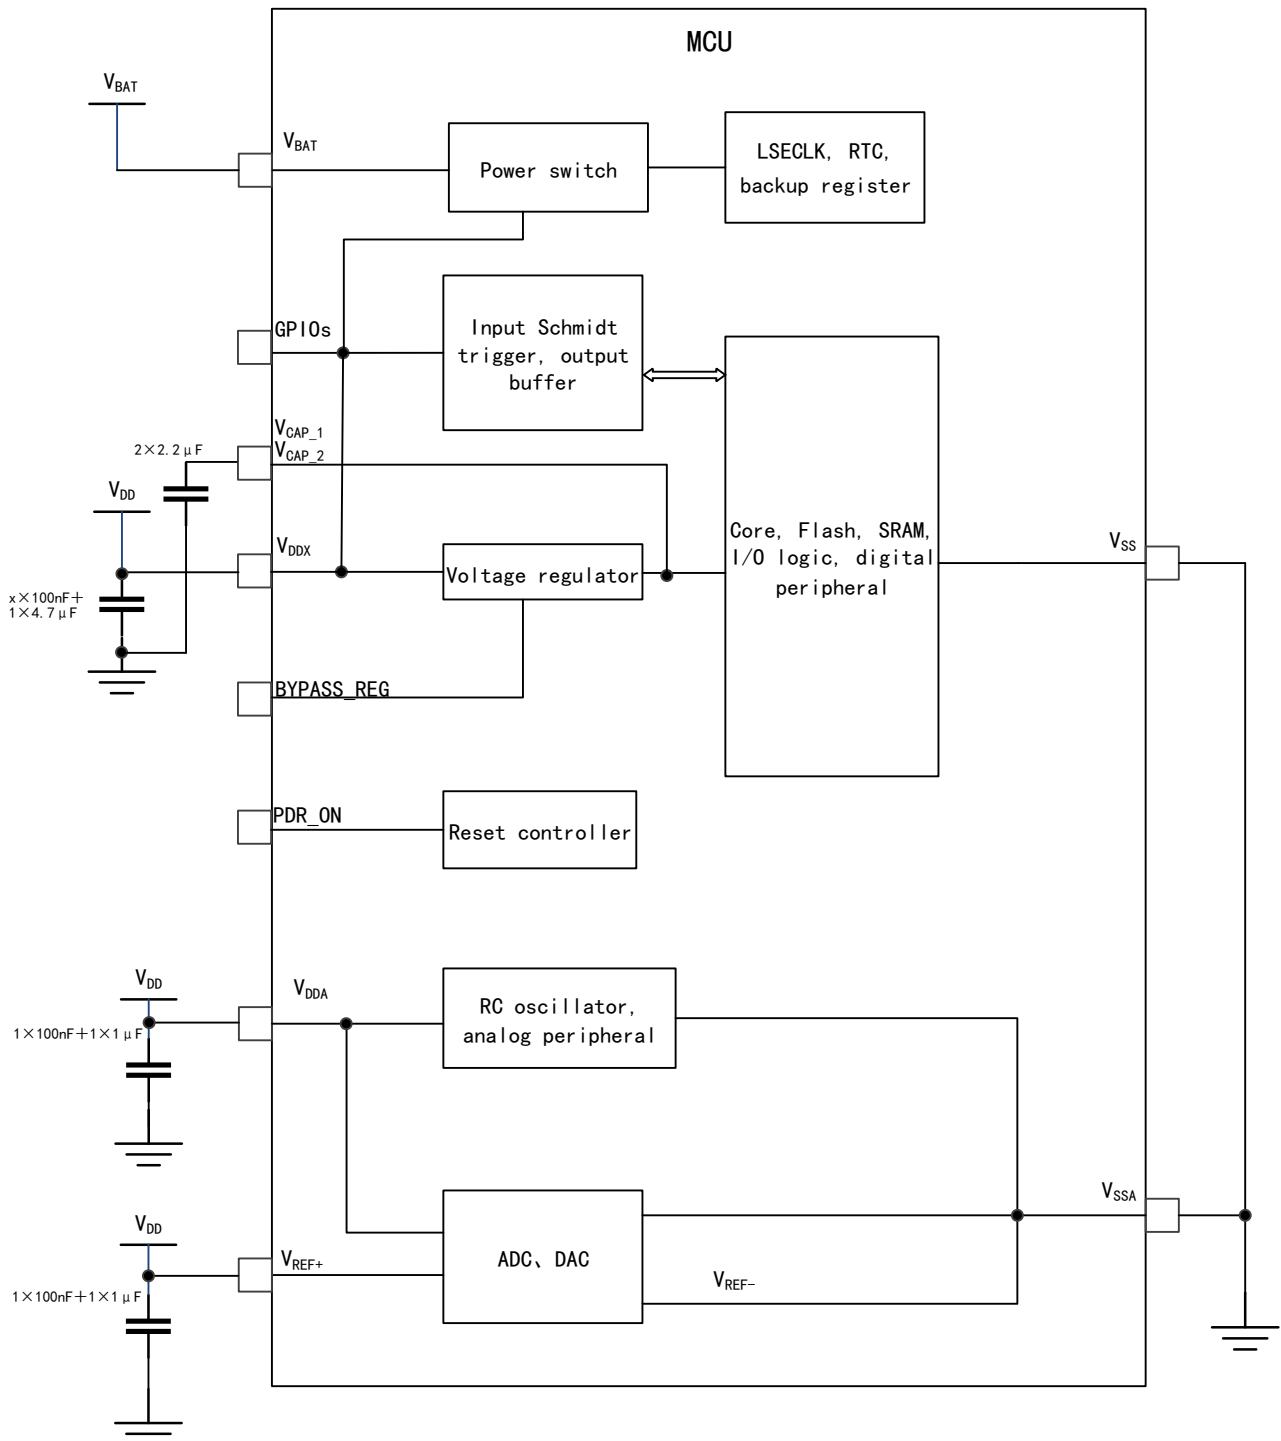 MCU
VBAT
VBAT
Power switch
LSECLK, RTC,
backup register
GPIOs
Input Schmidt
trigger, output
buffer
VCAP_1
VCAP_2
2×2.2μF
VDD
VDDX
Voltage regulator
Core, Flash, SRAM,
I/O logic, digital
peripheral
VSS
x×100nF+
1×4.7μF
BYPASS_REG
PDR_ON
Reset controller
VDD
VDDA
1×100nF+1×1μF
RC oscillator,
analog peripheral
VSSA
VDD
VREF+
ADC、DAC
VREF-
1×100nF+1×1μF